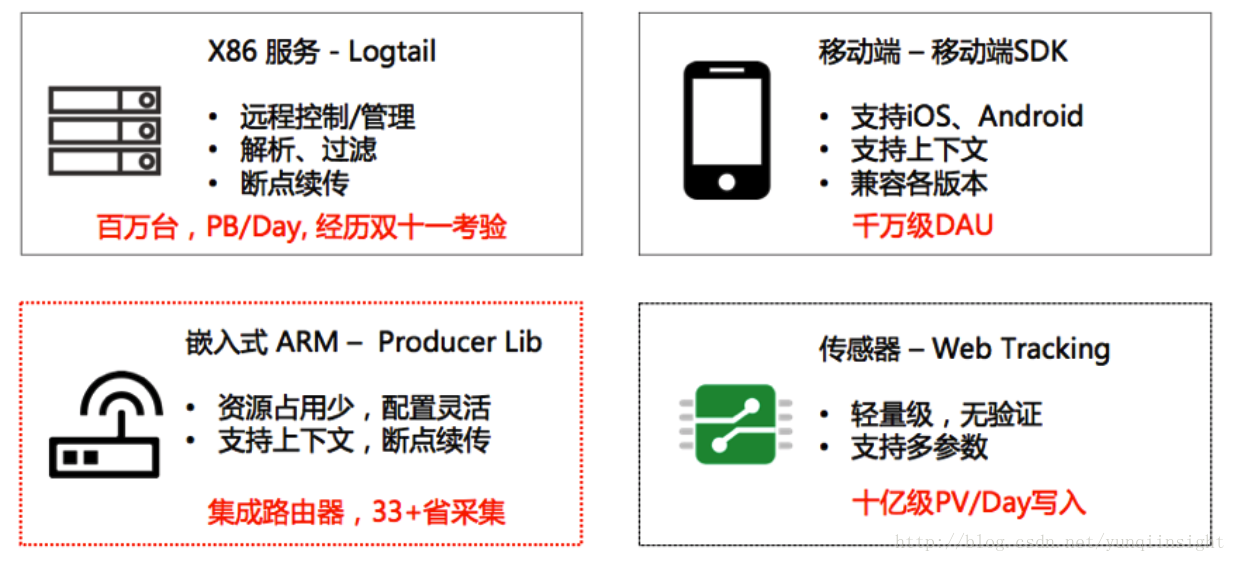 X86 服务 - Logtail
• 远程控制/管理
• 解析、过滤
• 断点续传
百万台，PB/Day, 经历双十一考验
移动端 – 移动端SDK
• 支持iOS、Android
• 支持上下文
• 兼容各版本
千万级DAU
嵌入式 ARM – Producer Lib
• 资源占用少，配置灵活
• 支持上下文，断点续传
集成路由器，33+省采集
传感器 – Web Tracking
• 轻量级，无验证
• 支持多参数
十亿级PV/Day写入
http://blog.csdn.net/yunqiinsight